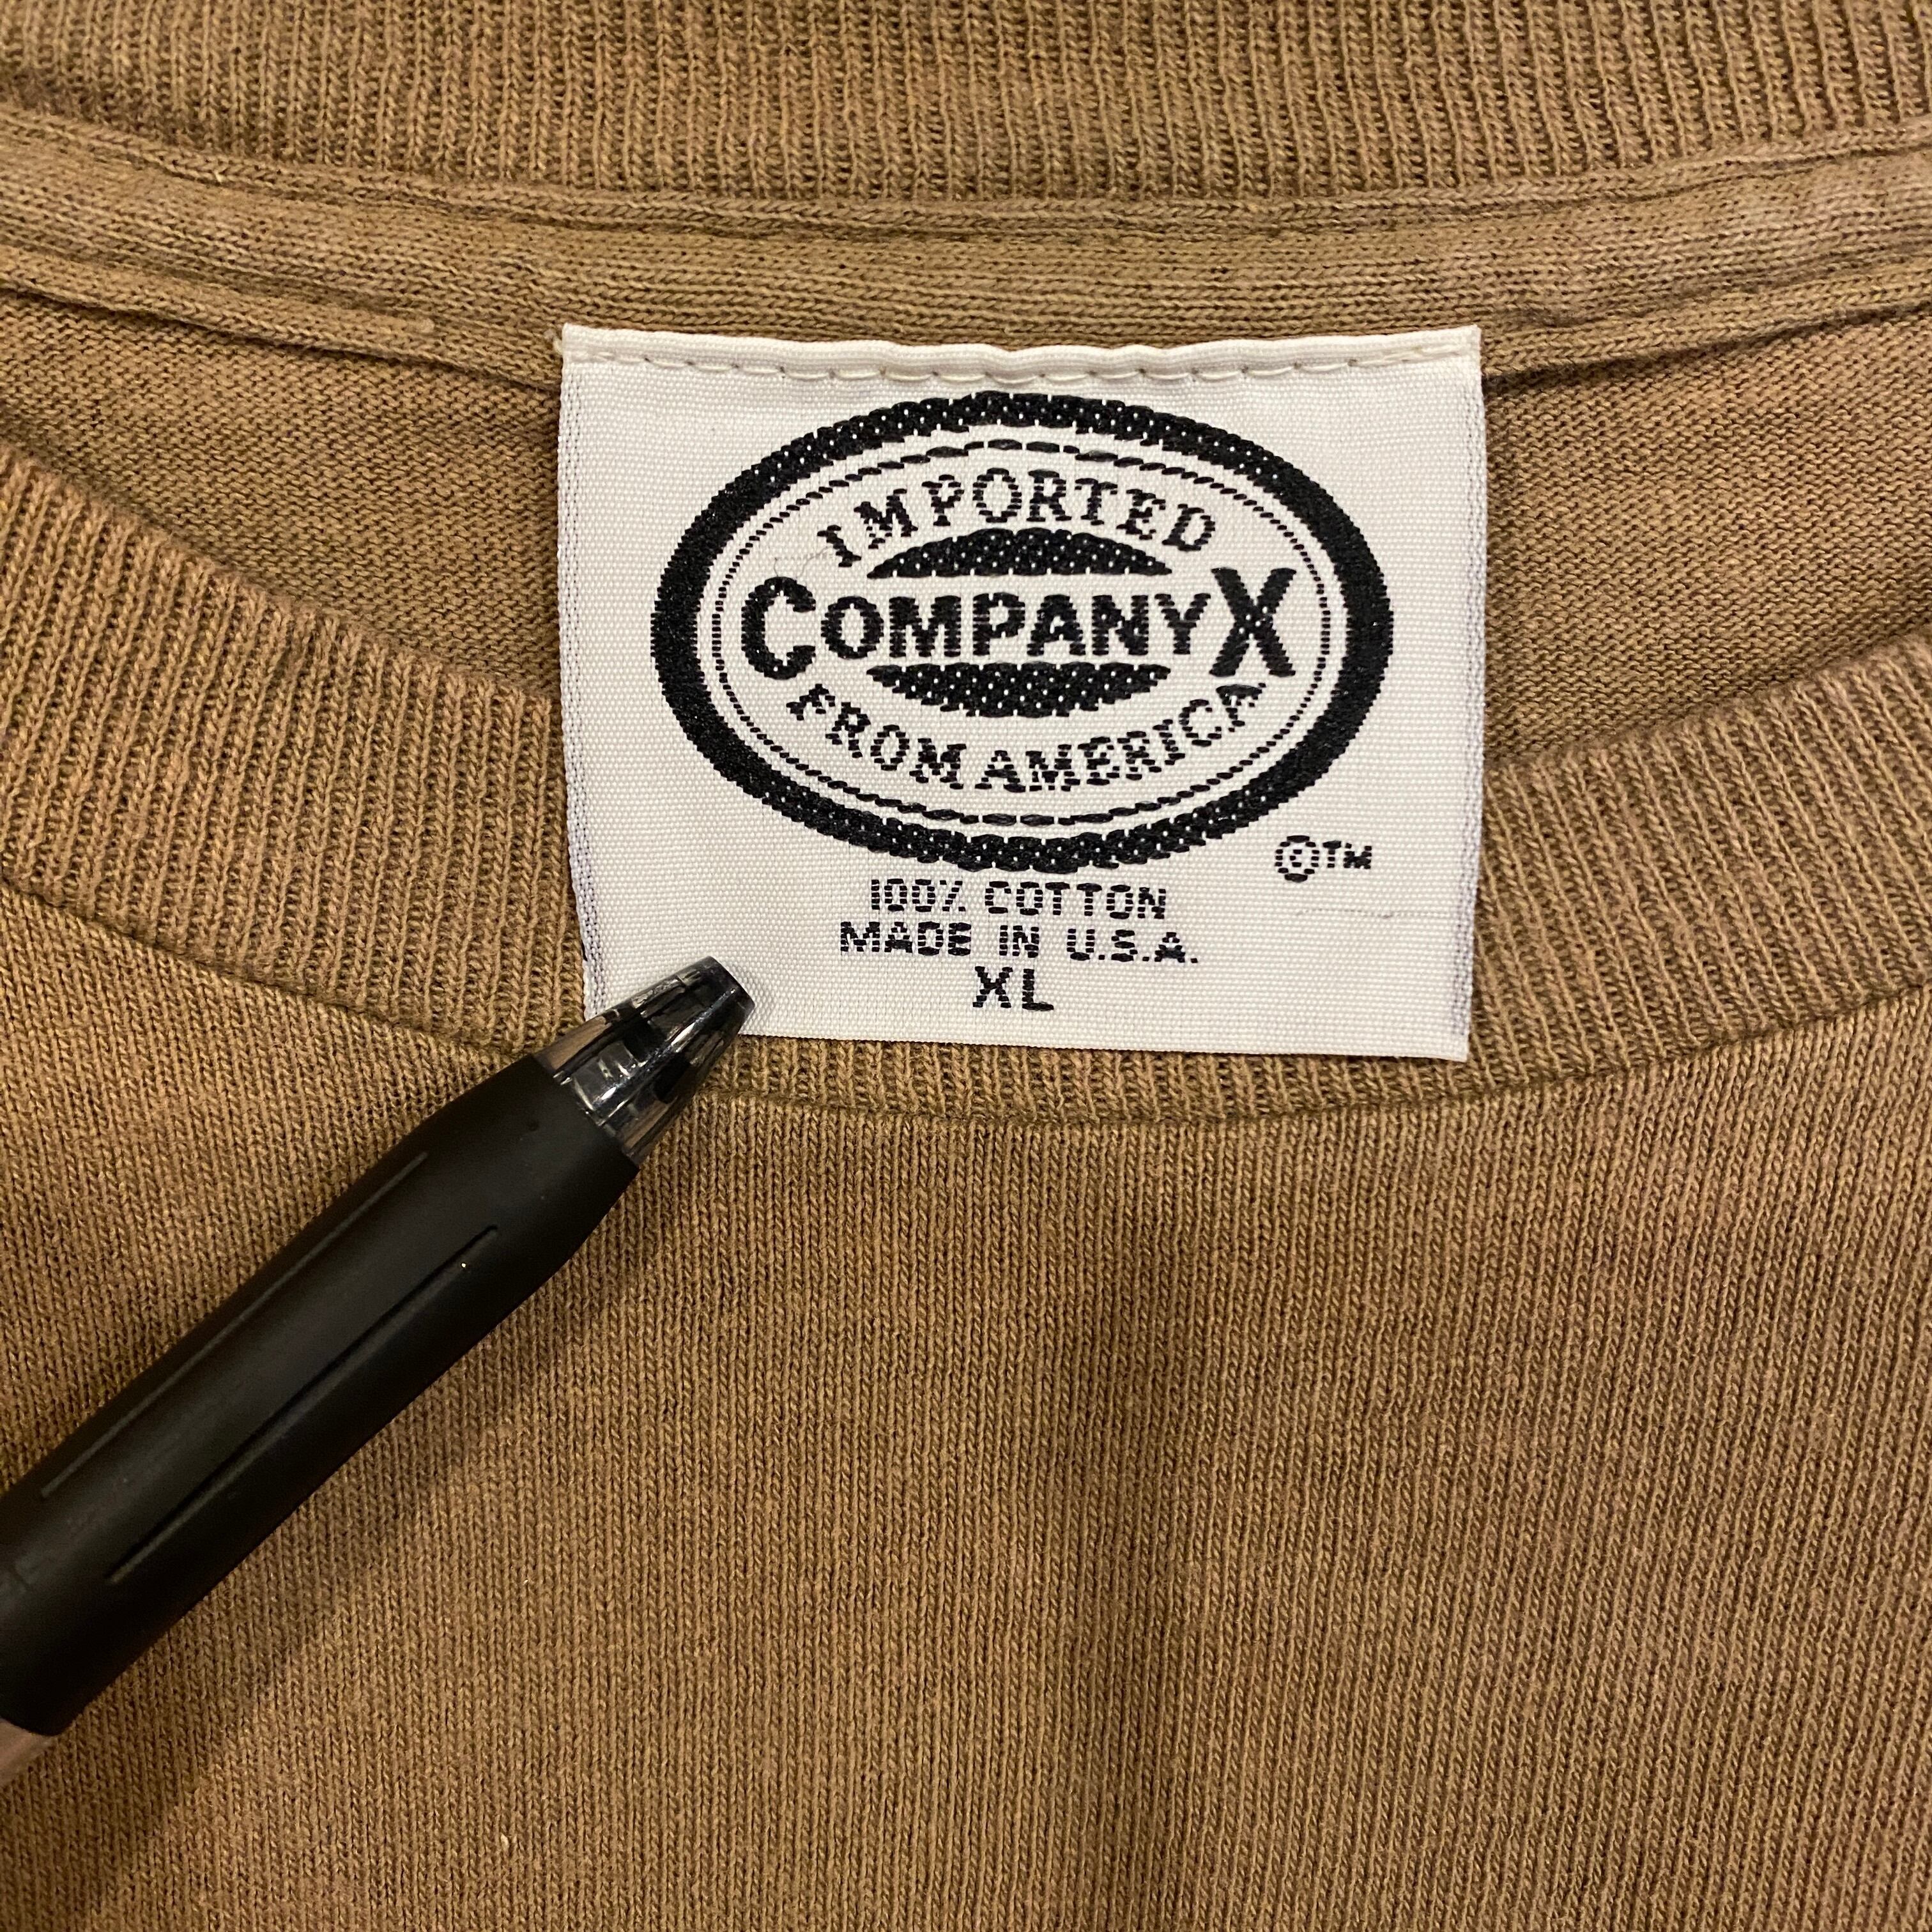 IMPORTED
COMPANY X
FROM AMERICA
©™
100% COTTON
MADE IN U.S.A.
XL